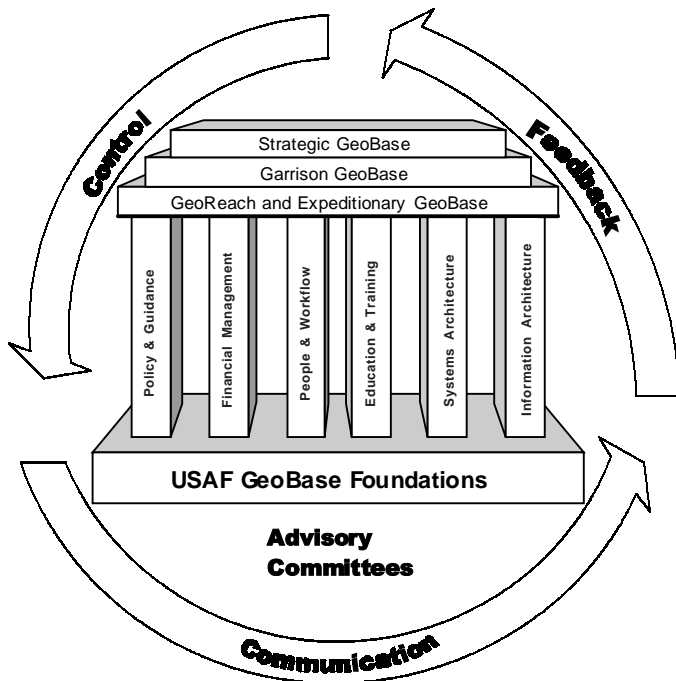 Control
Feedback
Strategic GeoBase
Garrison GeoBase
GeoReach and Expeditionary GeoBase
Policy & Guidance
Financial Management
People & Workflow
Education & Training
Systems Architecture
Information Architecture
USAF GeoBase Foundations
Advisory
Committees
Communication